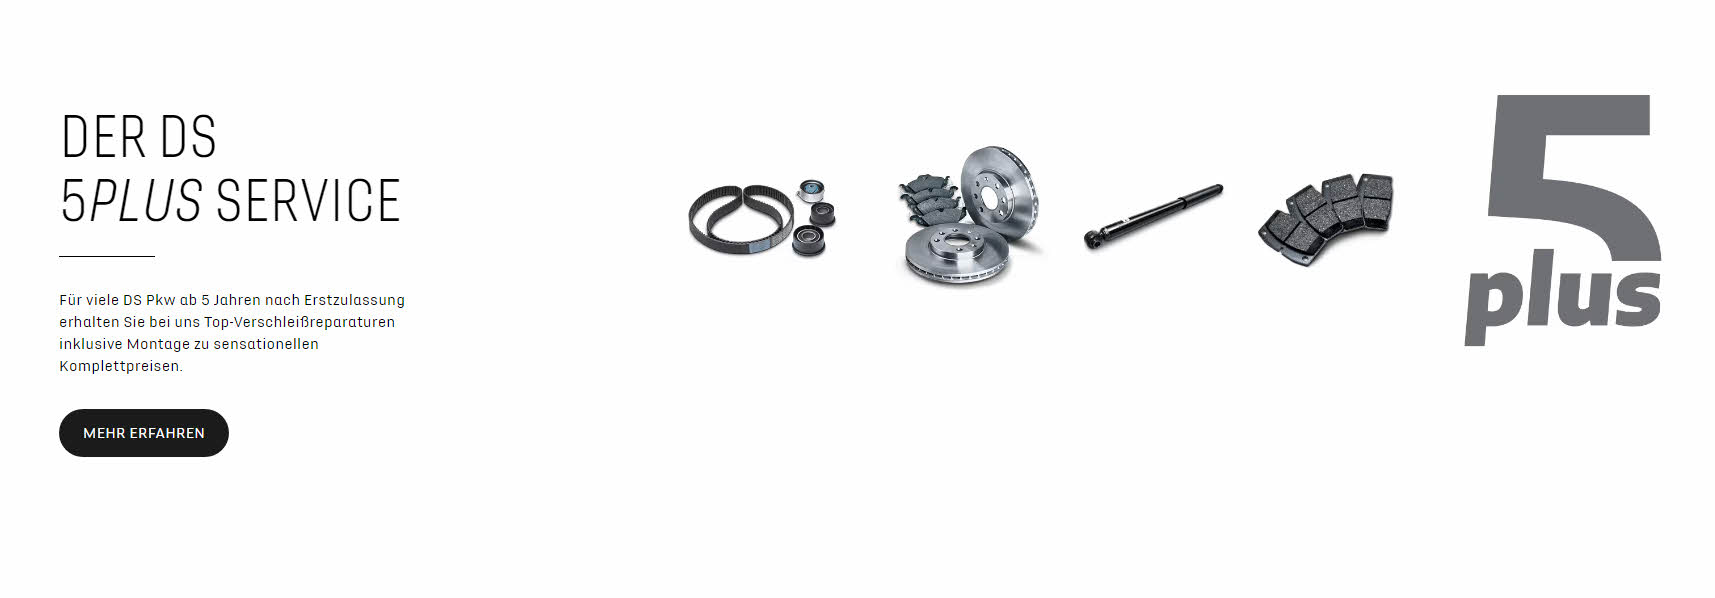 DER DS
5PLUS SERVICE
Für viele DS Pkw ab 5 Jahren nach Erstzulassung
erhalten Sie bei uns Top-Verschleißreparaturen
inklusive Montage zu sensationellen
Komplettpreisen.
MEHR ERFAHREN
5
plus